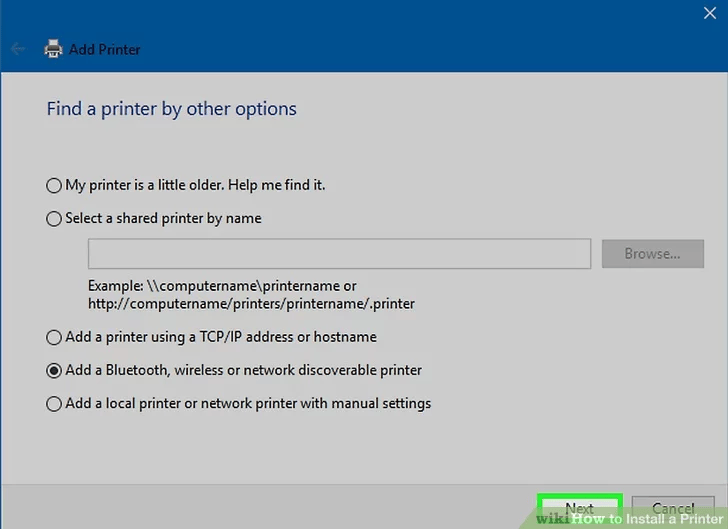 Add Printer
Find a printer by other options
My printer is a little older. Help me find it.
Select a shared printer by name
Browse...
Example: \\computername\printername or
http://computername/printers/printername/.printer
Add a printer using a TCP/IP address or hostname
Add a Bluetooth, wireless or network discoverable printer
Add a local printer or network printer with manual settings
Next
Cancel
wikiHow to Install a Printer